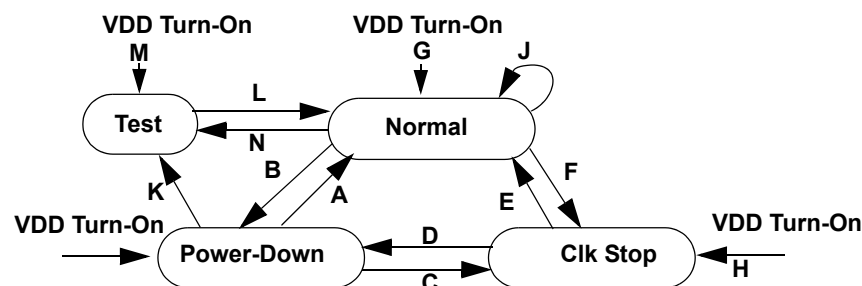 VDD Turn-On
M
VDD Turn-On
G
J
L
Test
Normal
N
B
A
F
K
E
VDD Turn-On
VDD Turn-On
D
Power-Down
Clk Stop
H
C